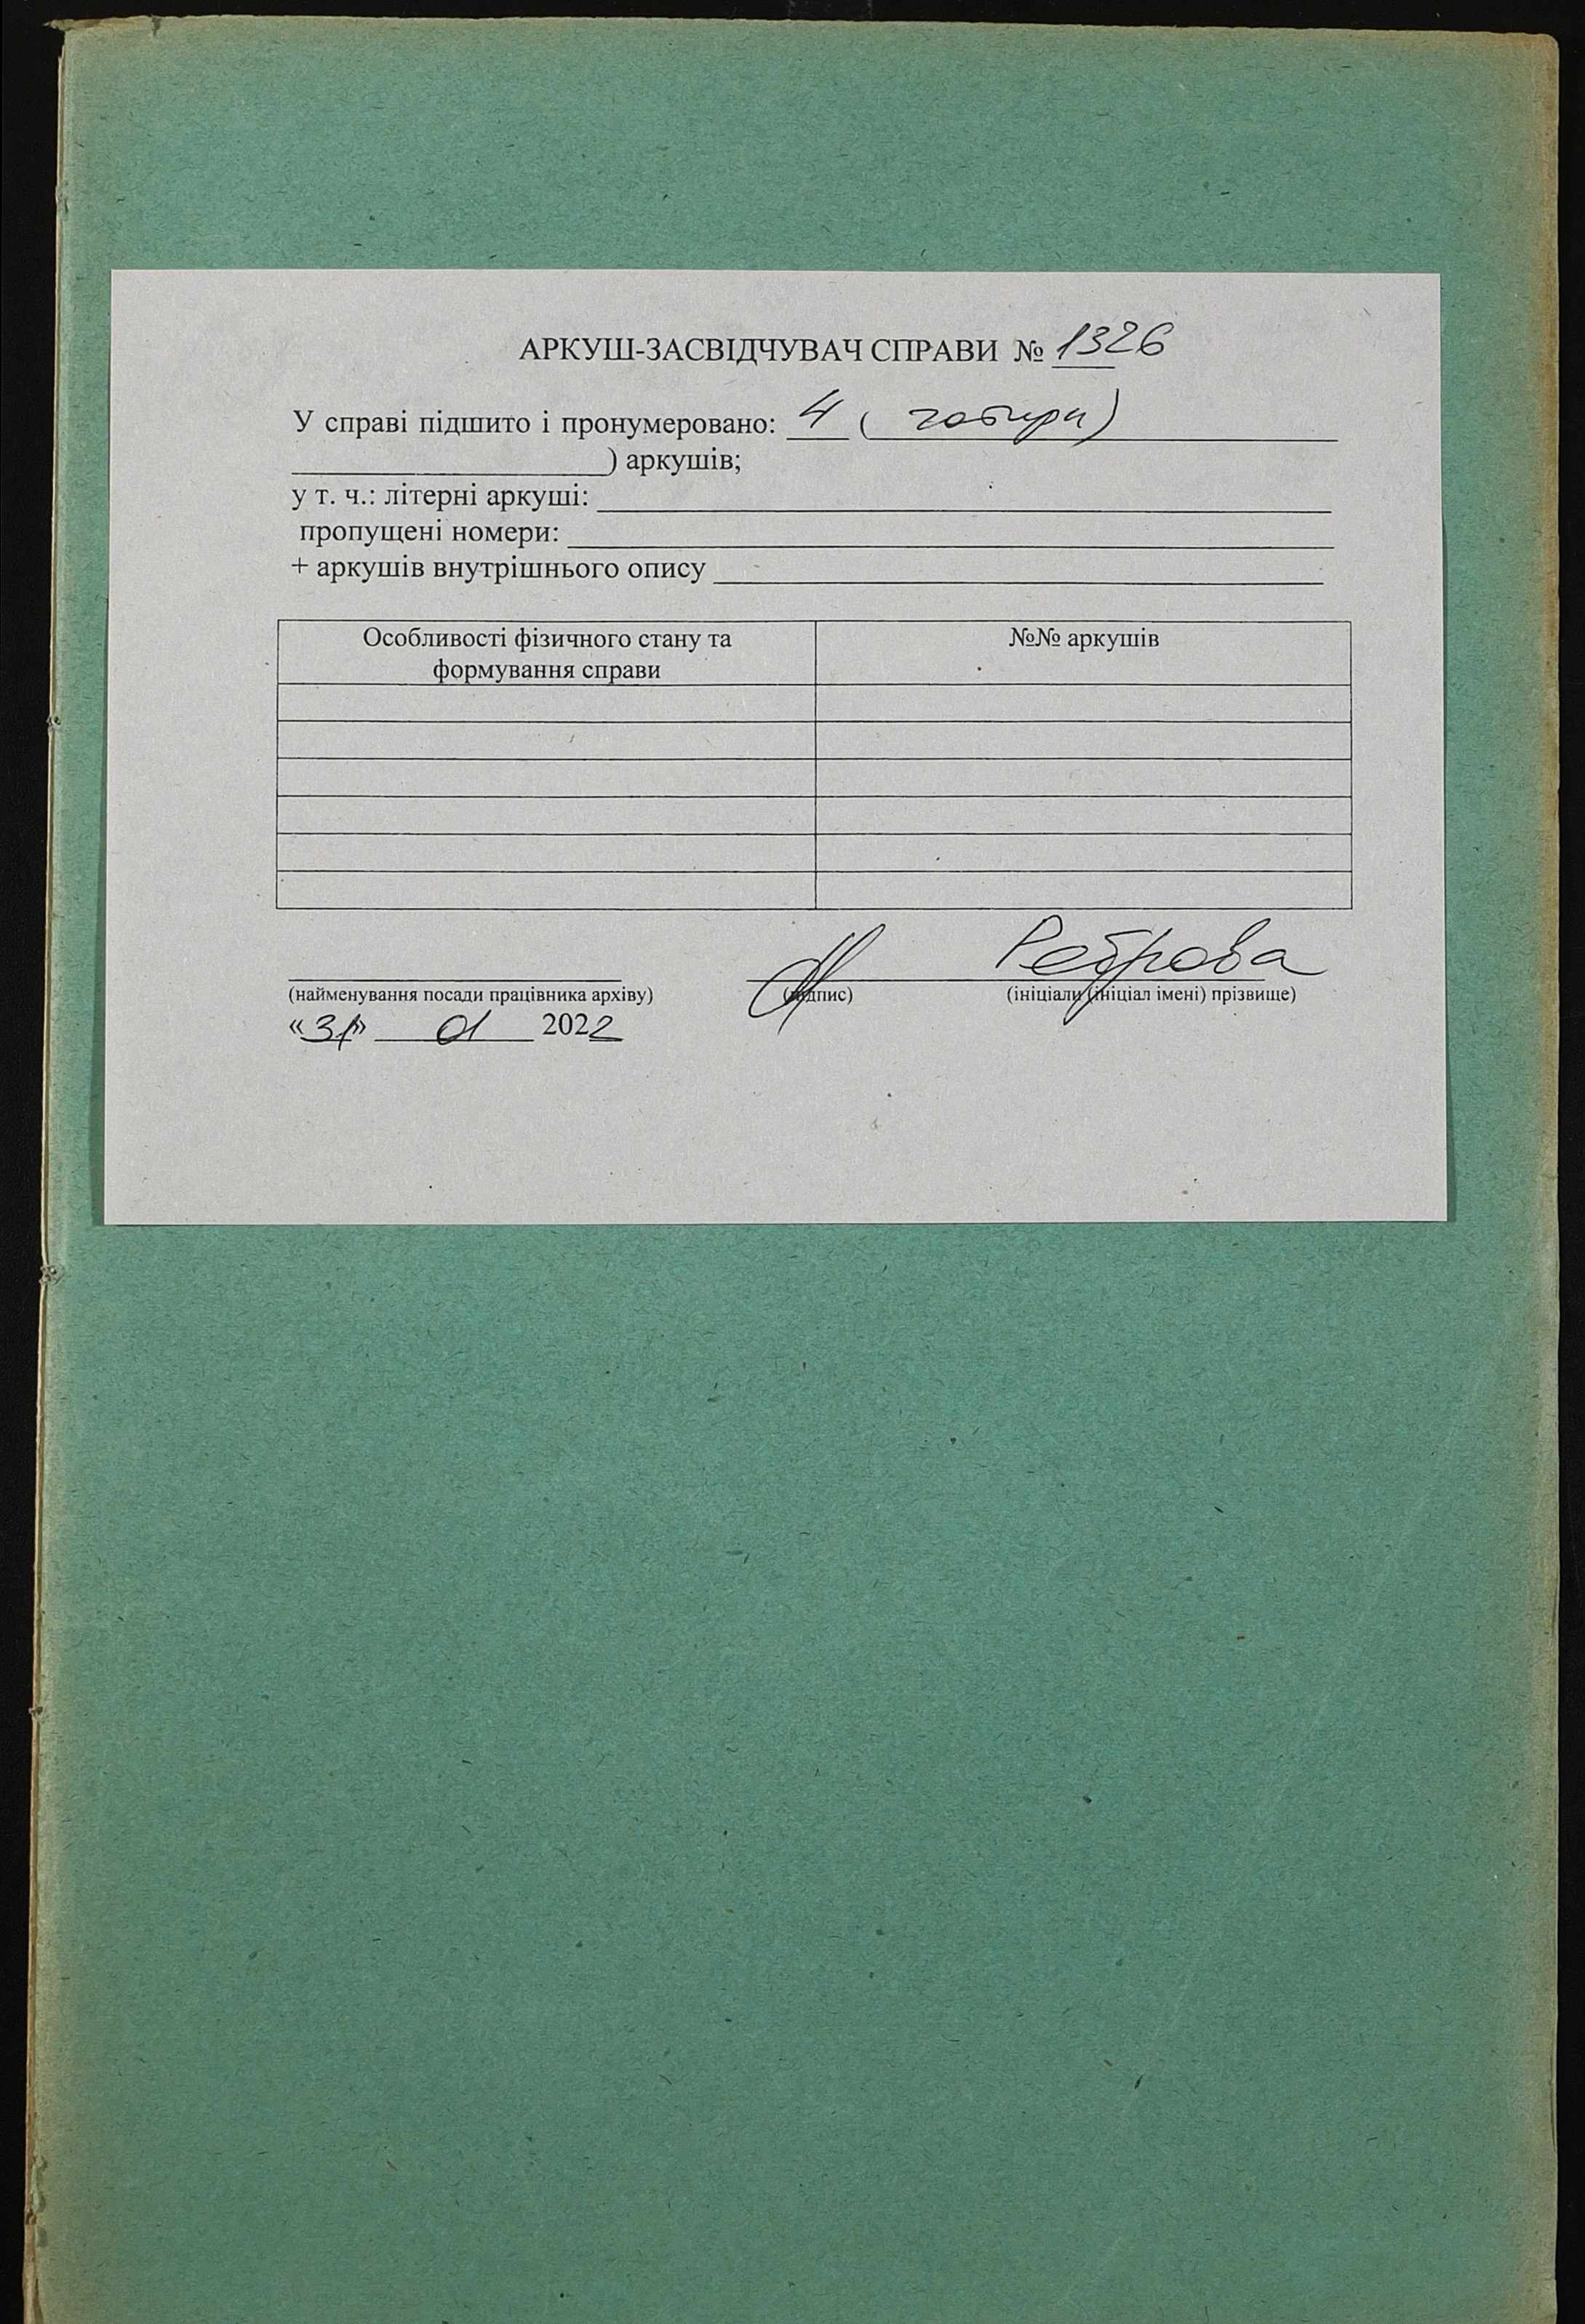 АРКУШ-ЗАСВІДЧУВАЧ СПРАВИ № 1326
У справі підшито і пронумеровано: 4 ( чотири)
) аркушів;
у т. ч.: літерні аркуші:
пропущені номери:
+ аркушів внутрішнього опису
Особливості фізичного стану та формування справи
№№ аркушів
Реброва
(найменування посади працівника архіву) (підпис) (ініціали (ініціал імені) прізвище)
«31» 01 2022